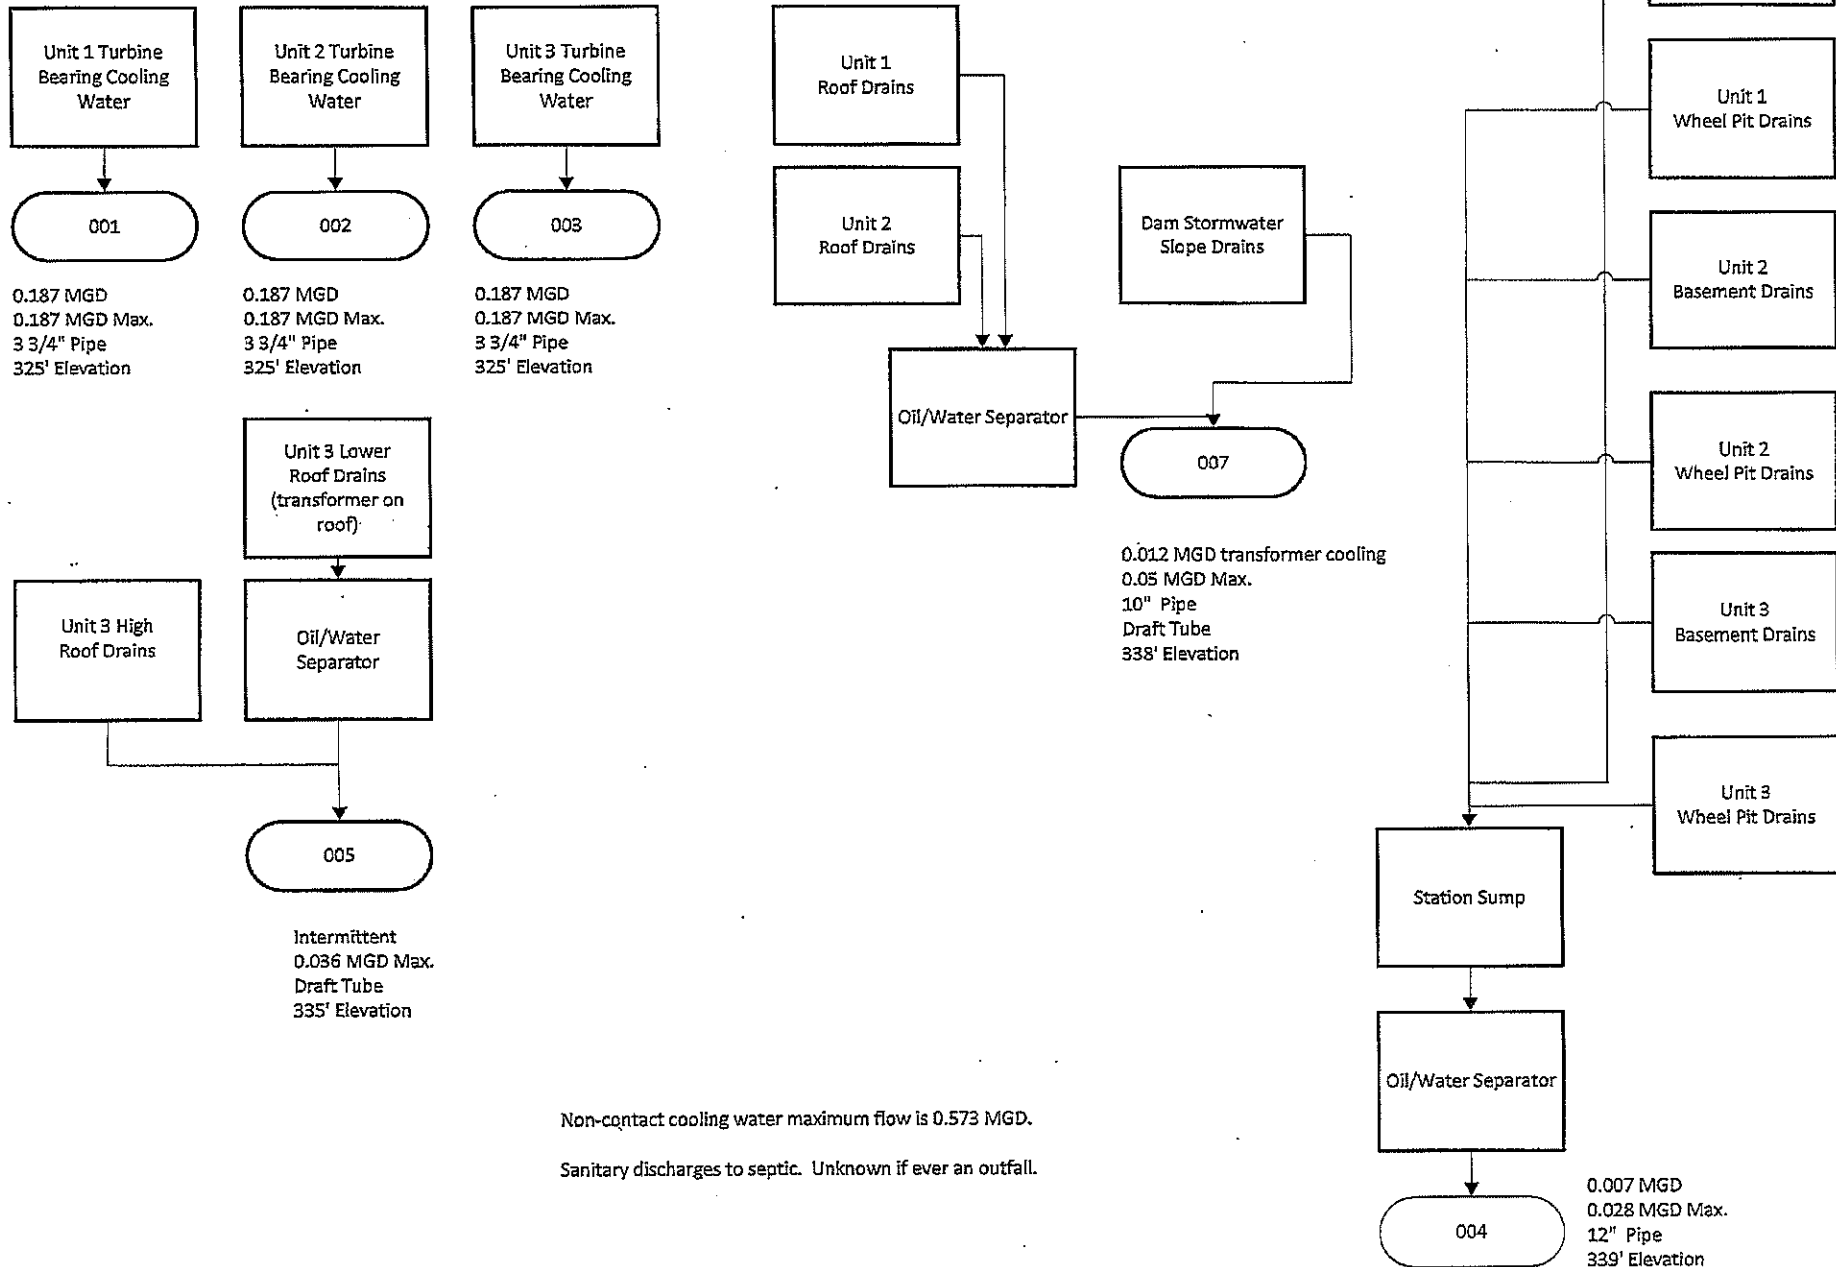 Unit 1 Turbine
Bearing Cooling
Water
Unit 2 Turbine
Bearing Cooling
Water
Unit 3 Turbine
Bearing Cooling
Water
001
002
003
0.187 MGD
0.187 MGD Max.
3 3/4" Pipe
325' Elevation
0.187 MGD
0.187 MGD Max.
3 3/4" Pipe
325' Elevation
0.187 MGD
0.187 MGD Max.
3 3/4" Pipe
325' Elevation
Unit 3 Lower
Roof Drains
(transformer on
roof)
Unit 3 High
Roof Drains
Oil/Water
Separator
005
Intermittent
0.036 MGD Max.
Draft Tube
335' Elevation
Unit 1
Roof Drains
Unit 2
Roof Drains
Dam Stormwater
Slope Drains
Oil/Water Separator
007
0.012 MGD transformer cooling
0.05 MGD Max.
10" Pipe
Draft Tube
338' Elevation
Unit 1
Wheel Pit Drains
Unit 2
Basement Drains
Unit 2
Wheel Pit Drains
Unit 3
Basement Drains
Unit 3
Wheel Pit Drains
Station Sump
Oil/Water Separator
004
0.007 MGD
0.028 MGD Max.
12" Pipe
339' Elevation
Non-contact cooling water maximum flow is 0.573 MGD.
Sanitary discharges to septic. Unknown if ever an outfall.